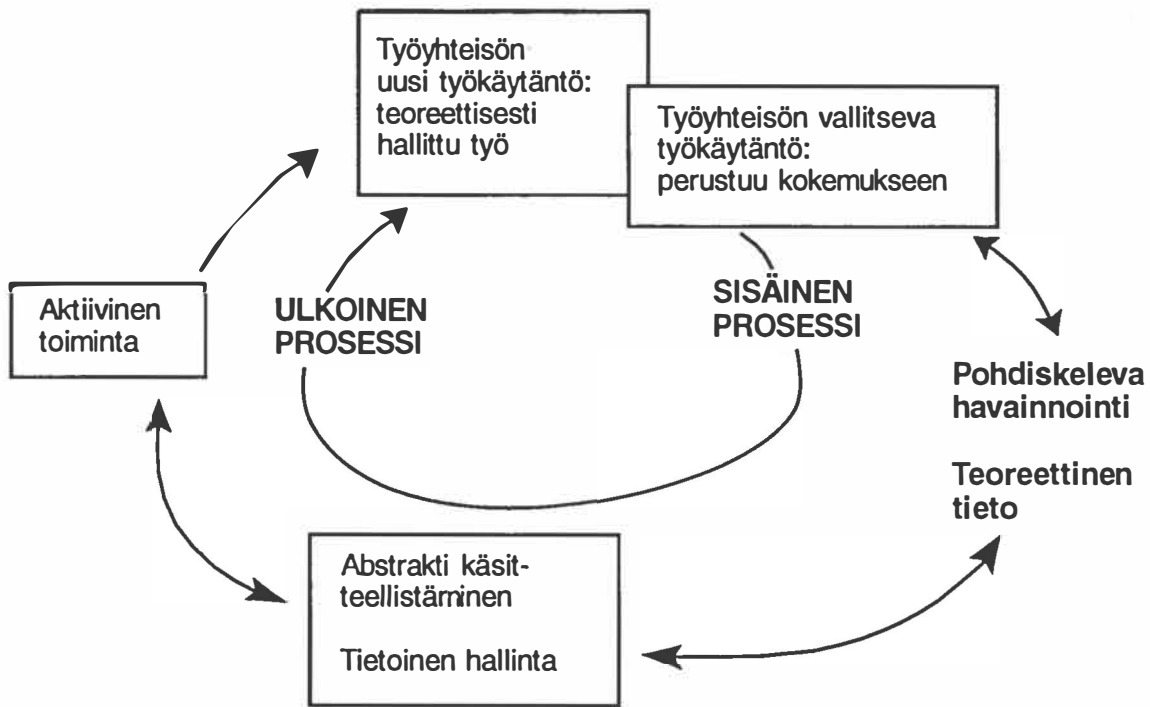 Työyhteisön
uusi työkäytäntö:
teoreettisesti
hallittu työ
Työyhteisön vallitseva
työkäytäntö:
perustuu kokemukseen
Aktiivinen
toiminta
ULKOINEN
PROSESSI
SISÄINEN
PROSESSI
Pohdiskeleva
havainnointi
Teoreettinen
tieto
Abstrakti käsit-
teellistäminen
Tietoinen hallinta